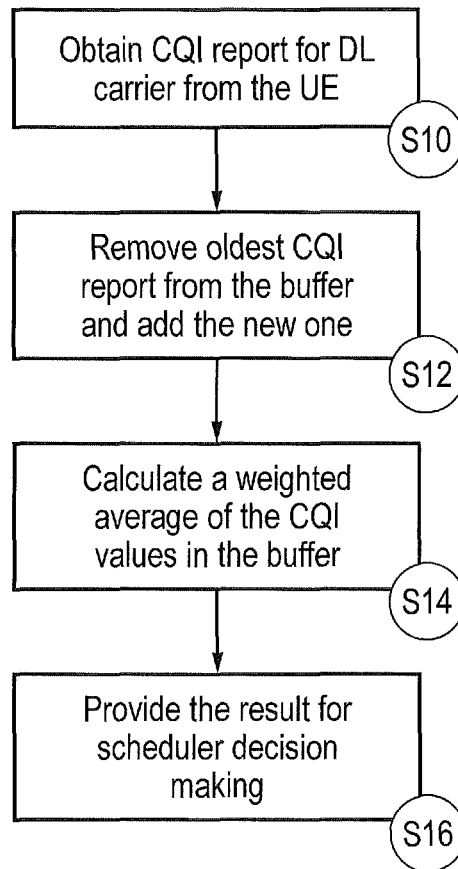 Obtain CQI report for DL
carrier from the UE
S10
Remove oldest CQI
report from the buffer
and add the new one
S12
Calculate a weighted
average of the CQI
values in the buffer
S14
Provide the result for
scheduler decision
making
S16